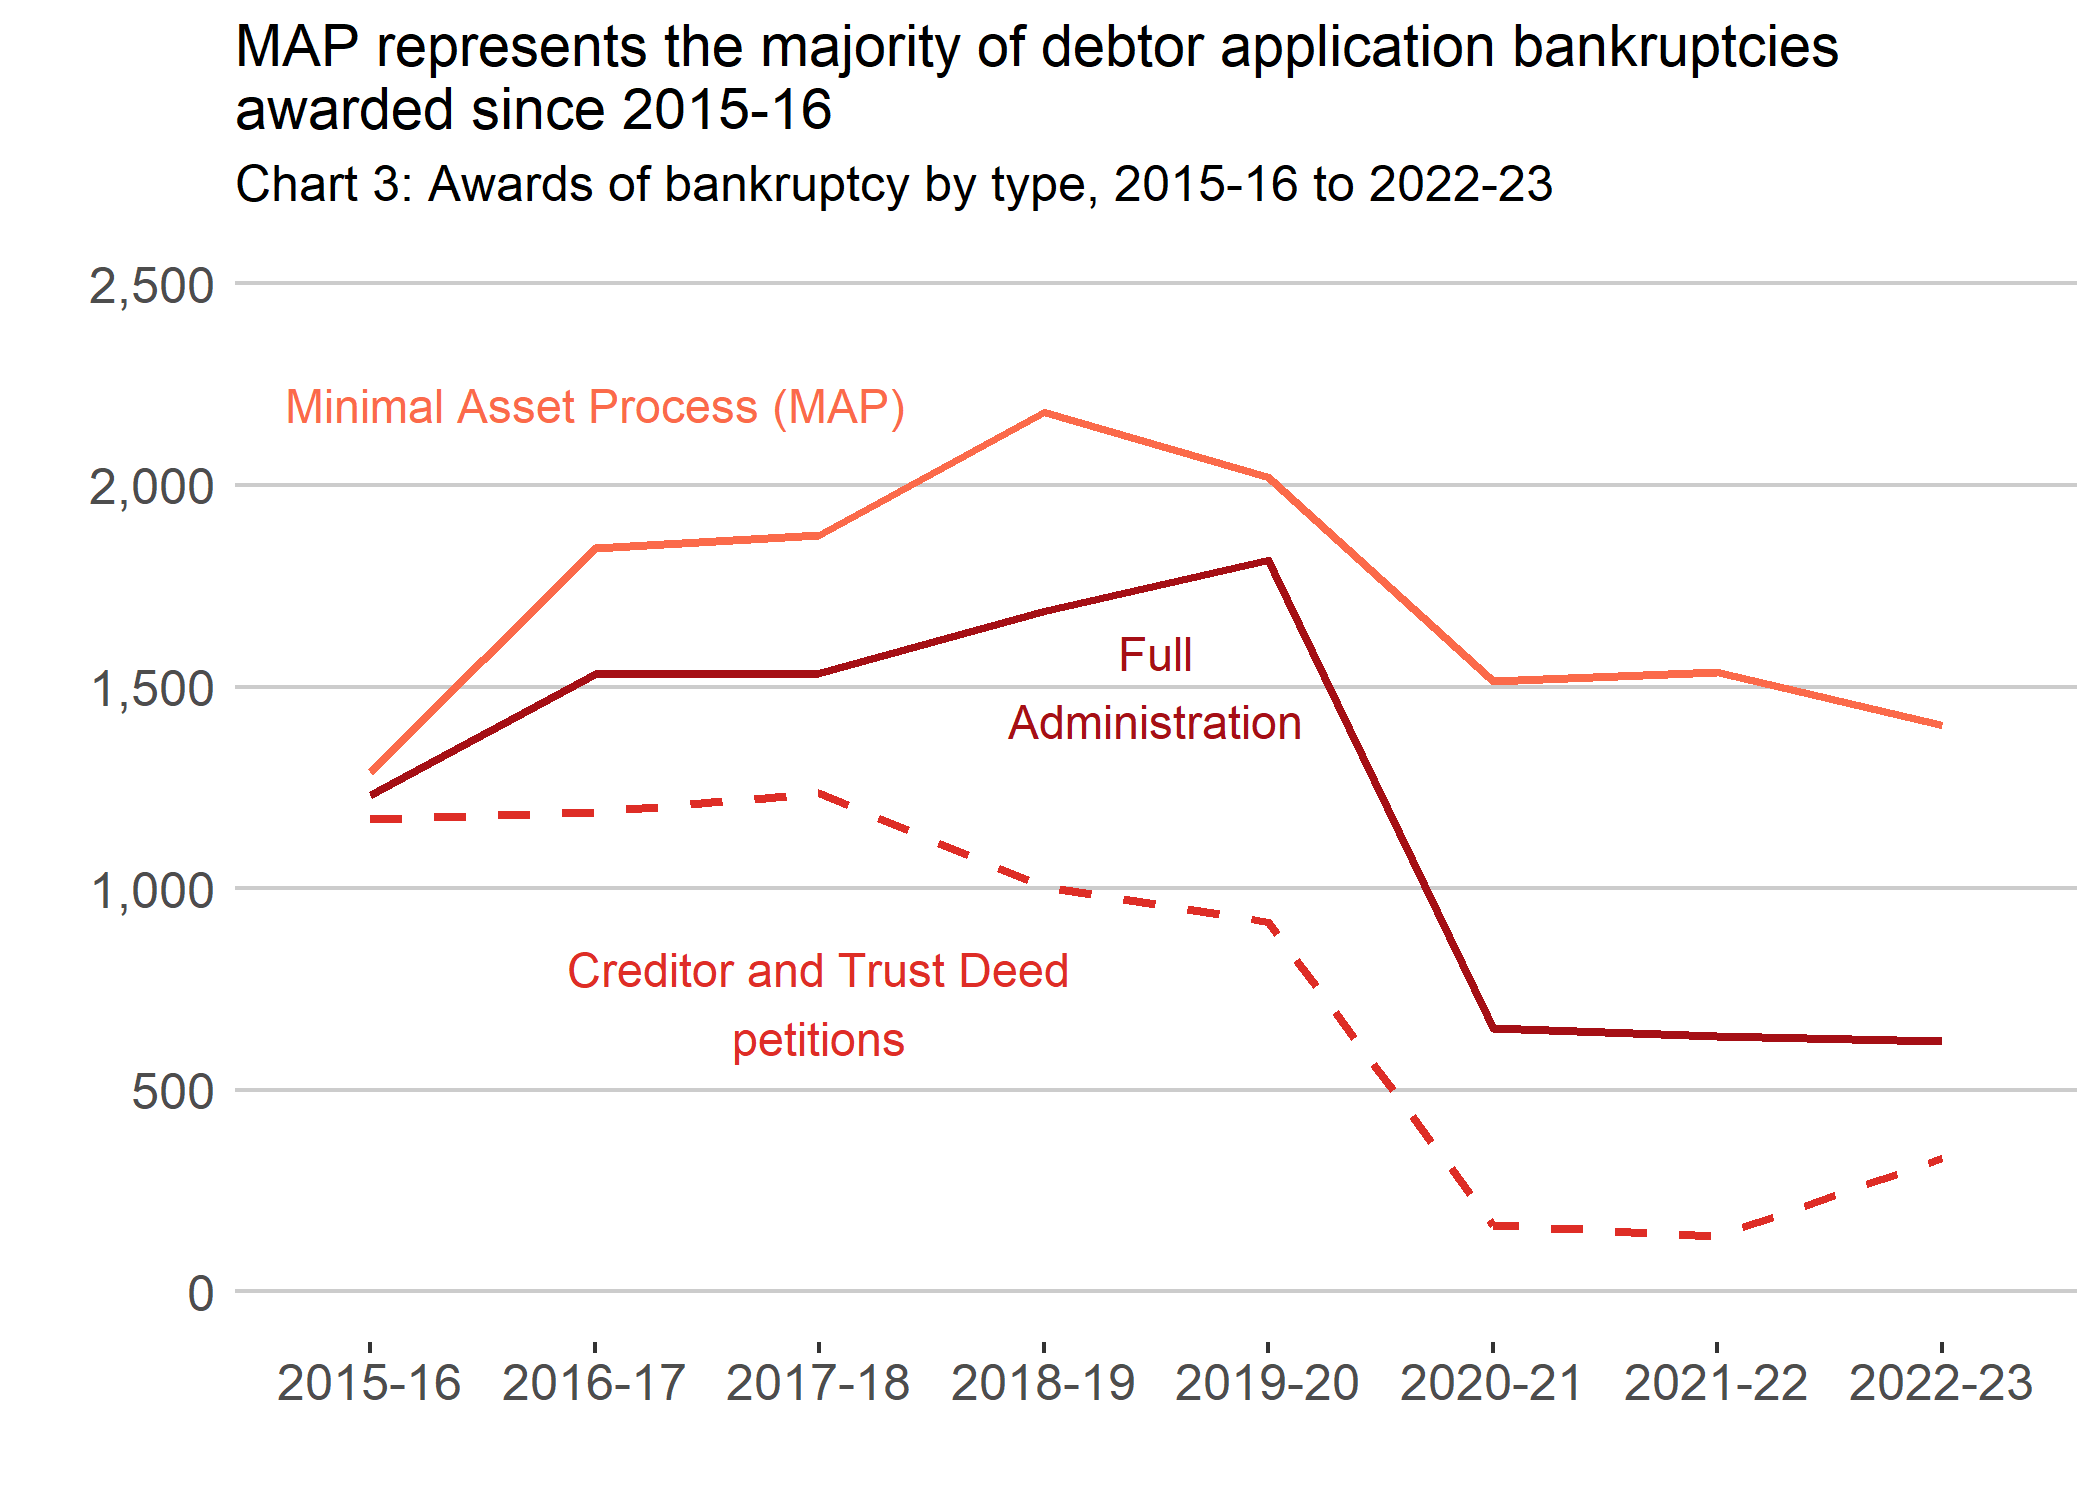 MAP represents the majority of debtor application bankruptcies
awarded since 2015-16
Chart 3: Awards of bankruptcy by type, 2015-16 to 2022-23
2,500
Minimal Asset Process (MAP)
2,000
Full
1,500
Administration
1,000
Creditor and Trust Deed
petitions
500
0
2015-16 2016-17 2017-18 2018-19 2019-20 2020-21 2021-22 2022-23